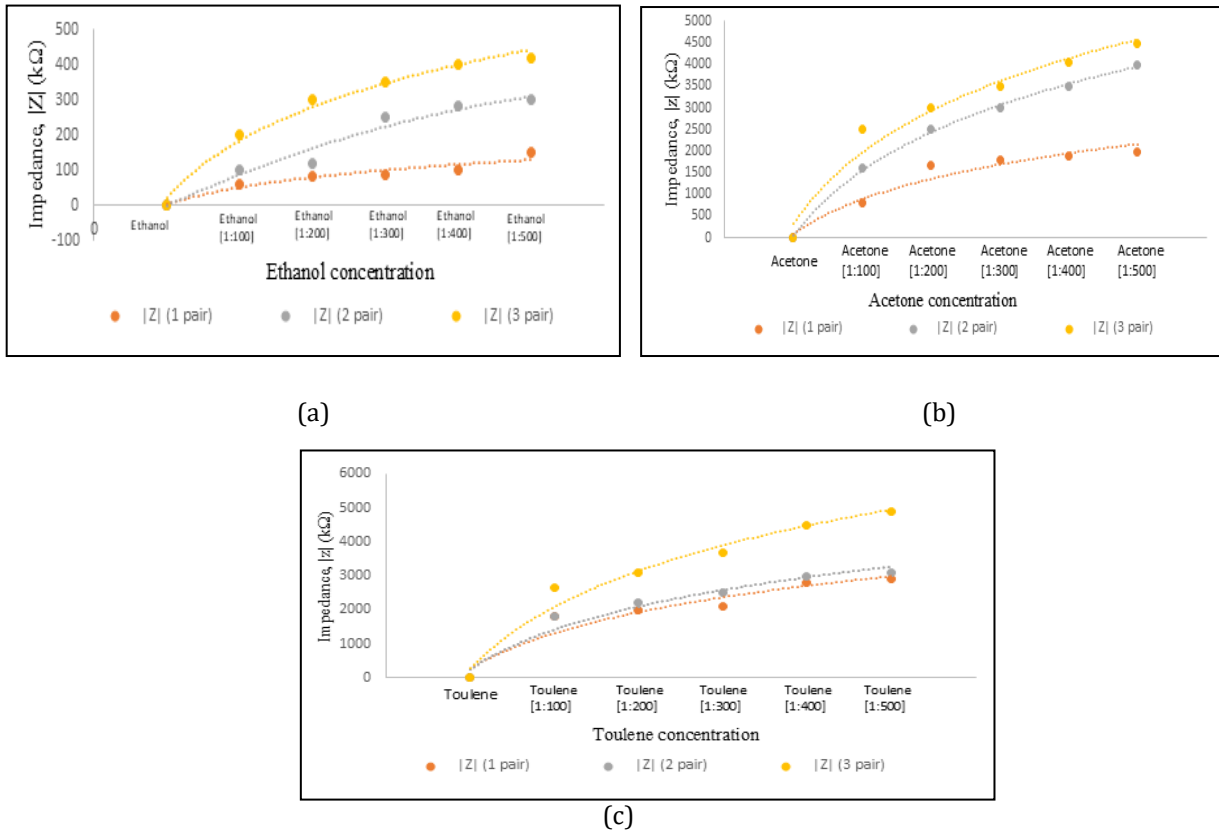 500
400
300
200
100
0
-100
Impedance, |Z| (kΩ)
0
Ethanol
Ethanol [1:100]
Ethanol [1:200]
Ethanol [1:300]
Ethanol [1:400]
Ethanol [1:500]
Ethanol concentration
|Z| (1 pair) |Z| (2 pair) |Z| (3 pair)
(a)
5000
4500
4000
3500
3000
2500
2000
1500
1000
500
0
Impedance, |z| (kΩ)
Acetone
Acetone [1:100]
Acetone [1:200]
Acetone [1:300]
Acetone [1:400]
Acetone [1:500]
Acetone concentration
|Z| (1 pair) |Z| (2 pair) |Z| (3 pair)
(b)
6000
5000
4000
3000
2000
1000
0
Impedance, |z| (kΩ)
Toulene
Toulene [1:100]
Toulene [1:200]
Toulene [1:300]
Toulene [1:400]
Toulene [1:500]
Toulene concentration
|Z| (1 pair) |Z| (2 pair) |Z| (3 pair)
(c)